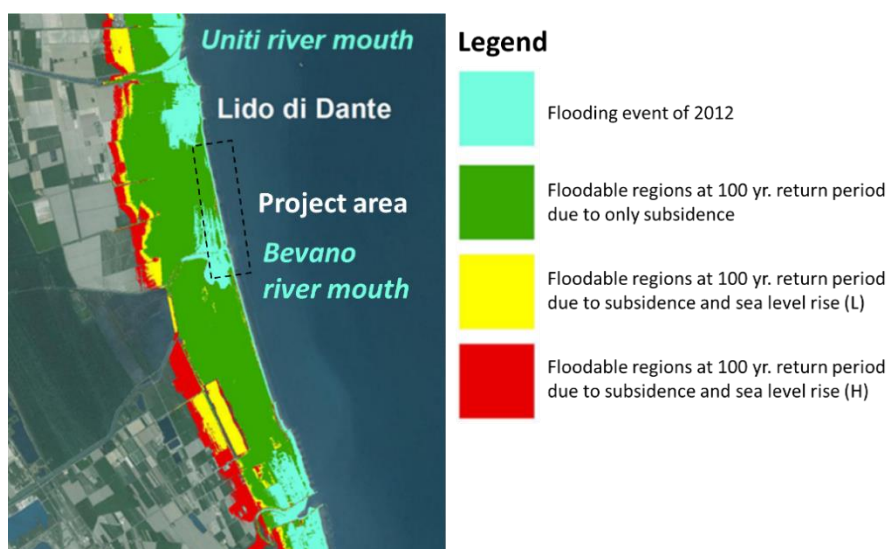 Uniti river mouth
Lido di Dante
Project area
Bevano
river mouth
Legend
Flooding event of 2012
Floodable regions at 100 yr. return period
due to only subsidence
Floodable regions at 100 yr. return period
due to subsidence and sea level rise (L)
Floodable regions at 100 yr. return period
due to subsidence and sea level rise (H)